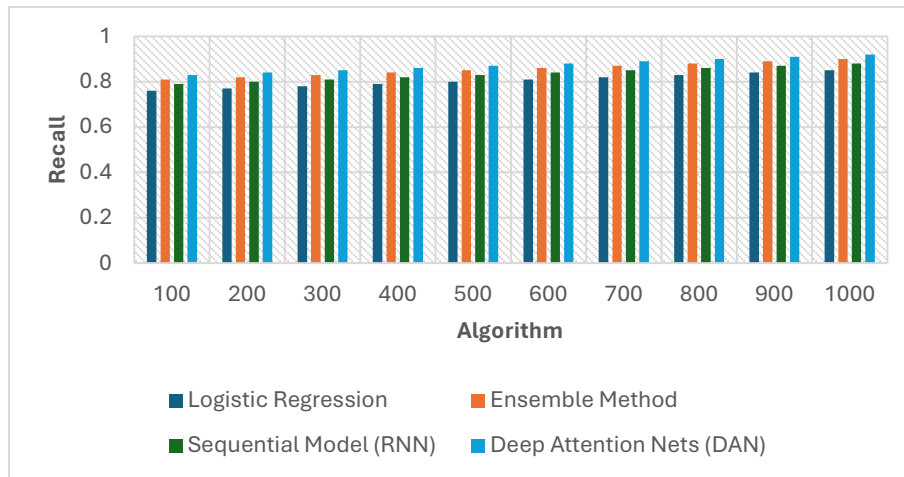 1
0.8
0.6
0.4
0.2
0
Recall
100 200 300 400 500 600 700 800 900 1000
Algorithm
Logistic Regression Ensemble Method
Sequential Model (RNN) Deep Attention Nets (DAN)